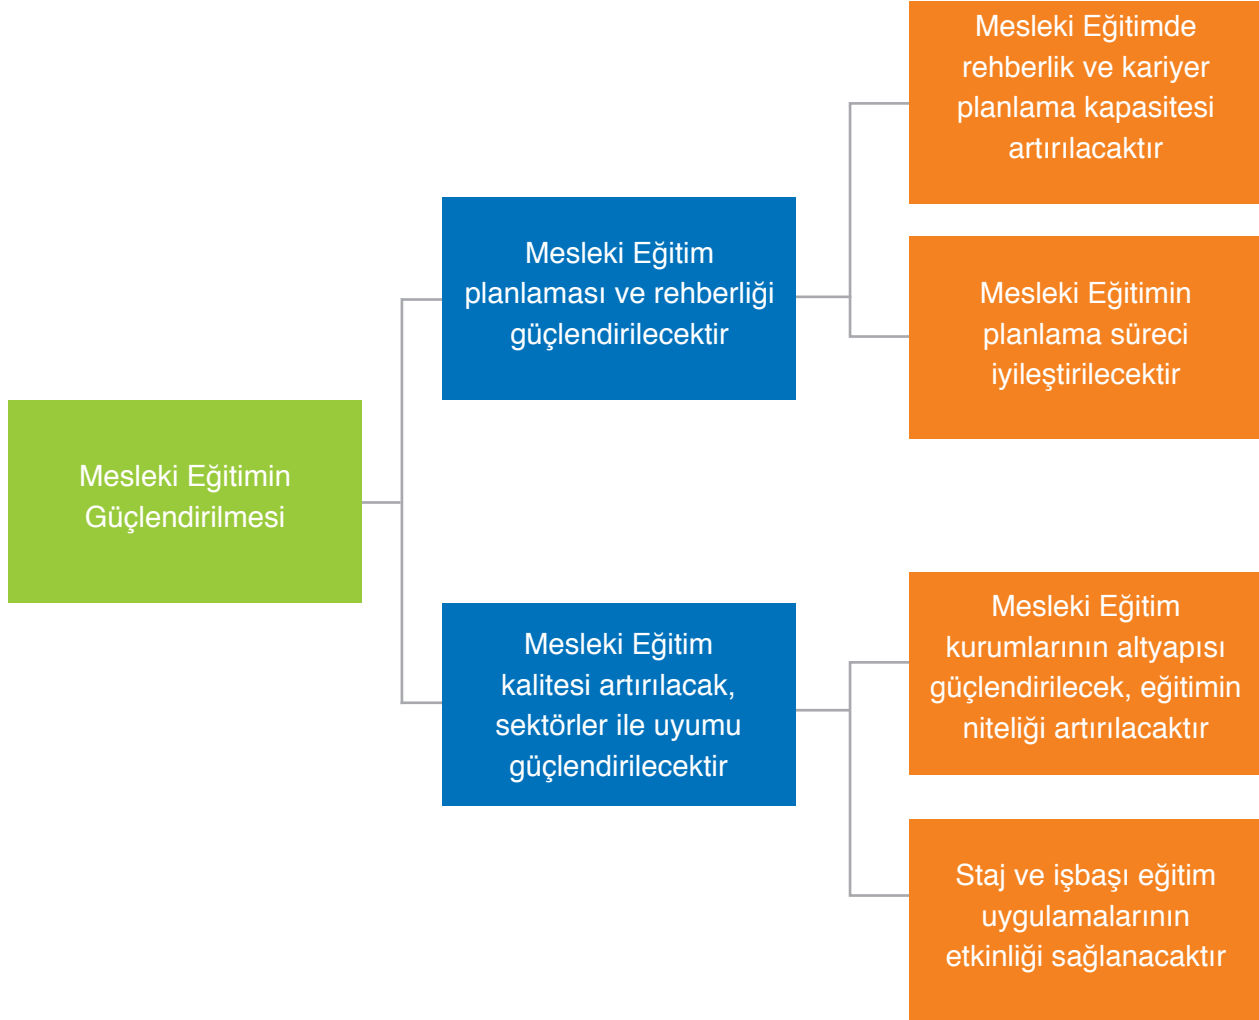 Mesleki Eğitimin
Güçlendirilmesi
Mesleki Eğitim
planlaması ve rehberliği
güçlendirilecektir
Mesleki Eğitimde
rehberlik ve kariyer
planlama kapasitesi
artırılacaktır
Mesleki Eğitimin
planlama süreci
iyileştirilecektir
Mesleki Eğitim
kalitesi artırılacak,
sektörler ile uyumu
güçlendirilecektir
Mesleki Eğitim
kurumlarının altyapısı
güçlendirilecek, eğitimin
niteliği artırılacaktır
Staj ve işbaşı eğitim
uygulamalarının
etkinliği sağlanacaktır